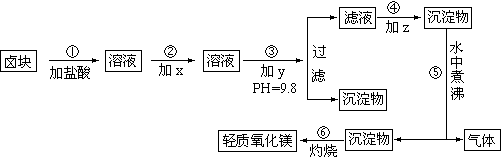 滤液 ④ 加z 沉淀物
卤块 ① 加盐酸 溶液 ② 加x 溶液 ③ 加y PH=9.8 过滤 水中煮沸 ⑤
沉淀物
轻质氧化镁 ⑥ 灼烧 沉淀物 气体